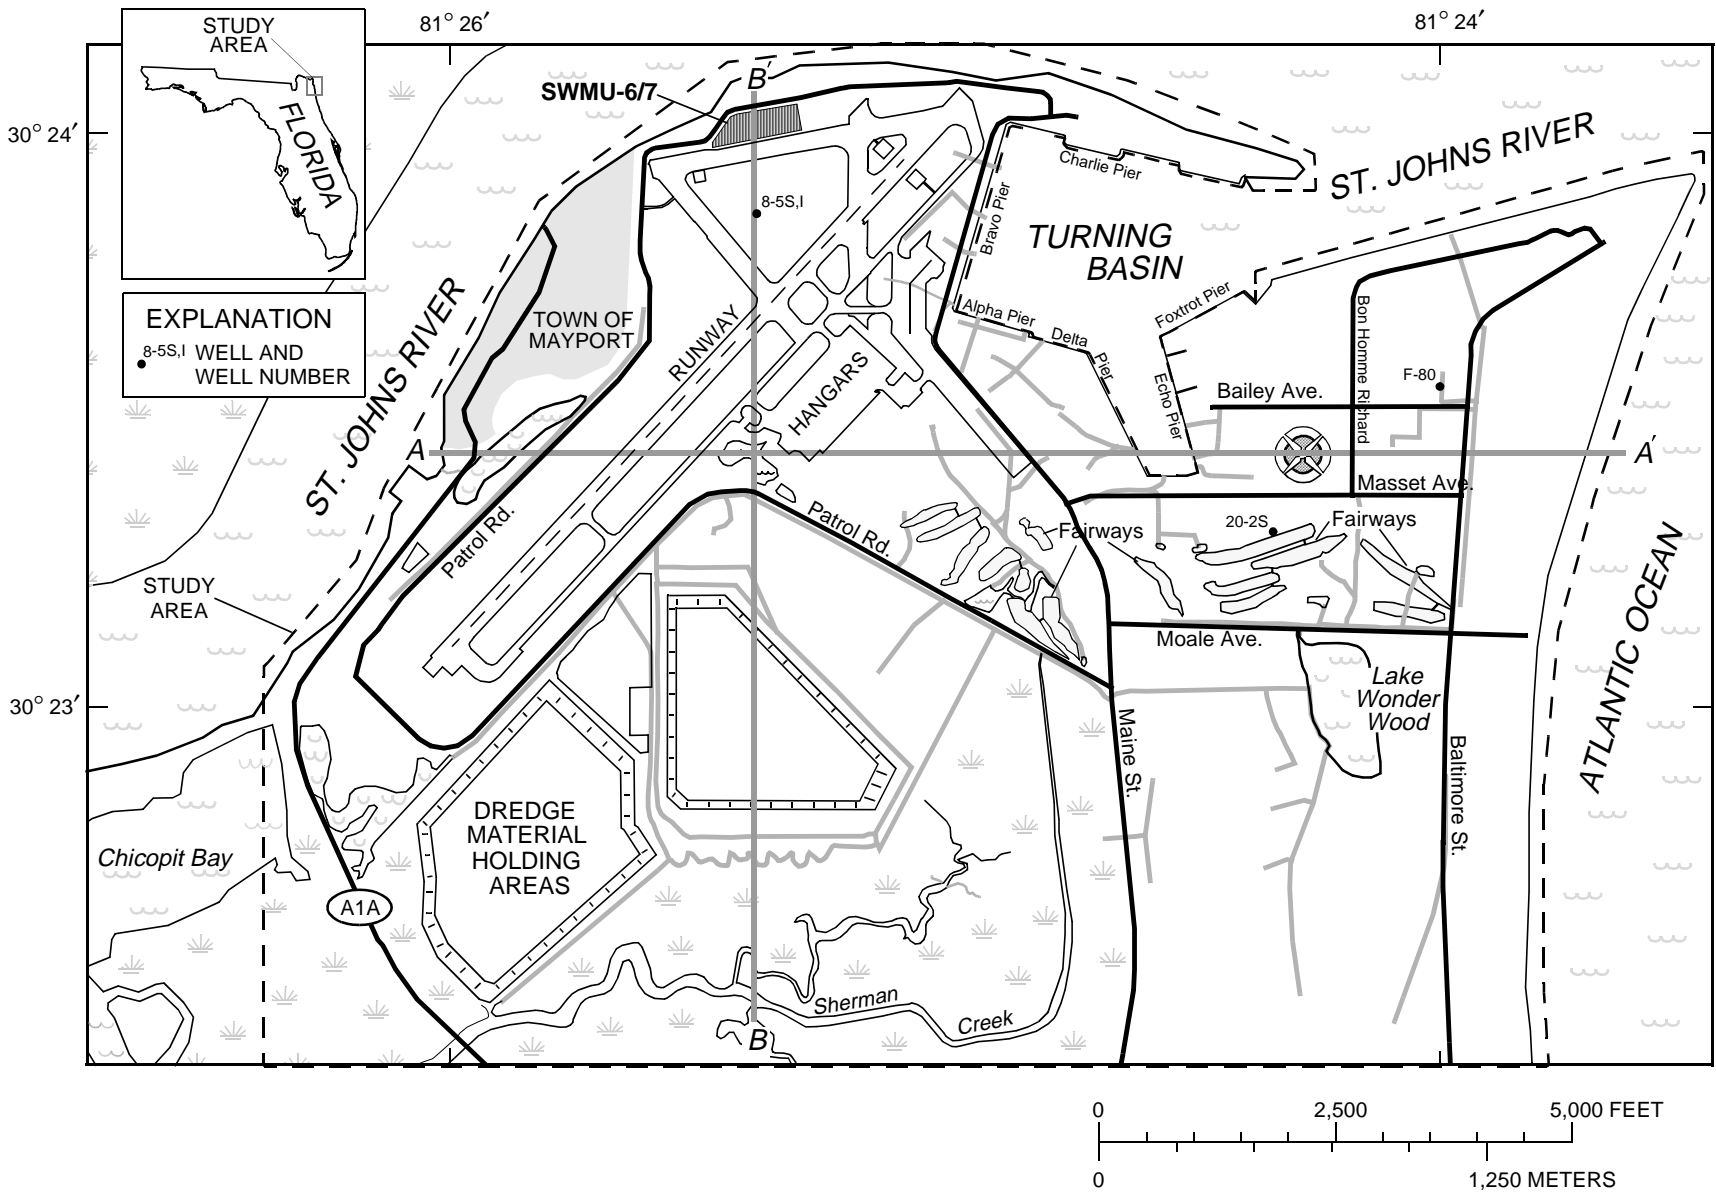 81° 26′
81° 24′
STUDY
AREA
FLORIDA
30° 24′
30° 23′
EXPLANATION
8-5S,I WELL AND
WELL NUMBER
SWMU-6/7
B′
8-5S,I
ST. JOHNS RIVER
TOWN OF
MAYPORT
RUNWAY
HANGARS
Charlie Pier
Bravo Pier
TURNING
BASIN
Alpha Pier
Delta
Pier
Echo Pier
Foxtrot Pier
ST. JOHNS RIVER
Bon Homme Richard
F-80
Bailey Ave.
A
A′
Masset Ave.
Patrol Rd.
Patrol Rd.
Fairways
20-2S
Fairways
STUDY
AREA
Moale Ave.
Lake
Wonder
Wood
ATLANTIC OCEAN
Maine St.
Baltimore St.
DREDGE
MATERIAL
HOLDING
AREAS
Chicopit Bay
A1A
Sherman
Creek
B
0
2,500
5,000 FEET
0
1,250 METERS